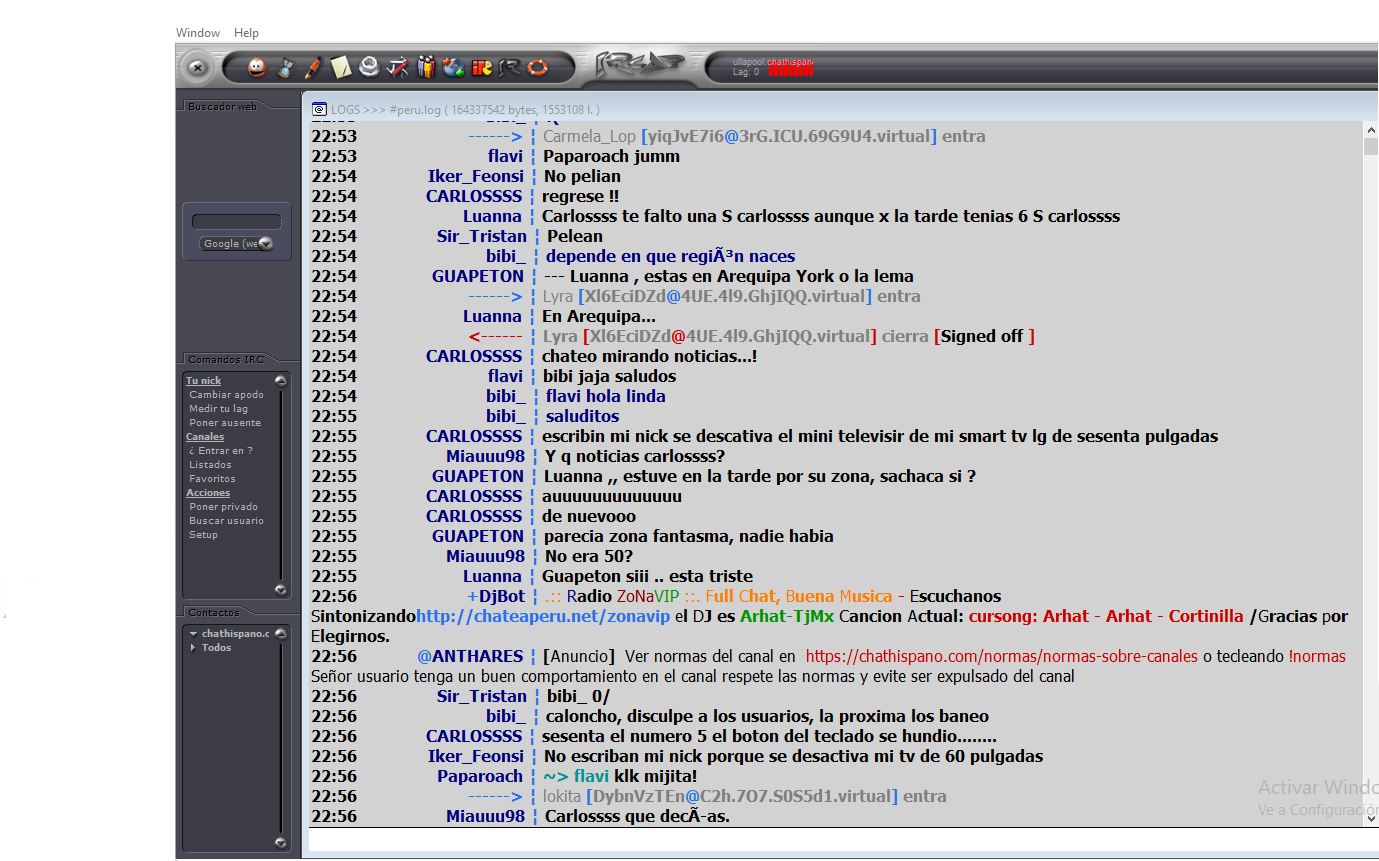 Window Help
ullapool.chathispano
Lag: 0
Buscador web
LOGS >>> #peru.log ( 164337542 bytes, 1553108 l. )
22:53 ------> ¦ Carmela_Lop [yiqJvE7i6@3rG.ICU.69G9U4.virtual] entra
22:53 flavi ¦ Paparoach jumm
22:54 Iker_Feonsi ¦ No pelian
22:54 CARLOSSSS ¦ regrese !!
22:54 Luanna ¦ Carlossss te falto una S carlossss aunque x la tarde tenias 6 S carlossss
22:54 Sir_Tristan ¦ Pelean
22:54 bibi_ ¦ depende en que regiÃ³n naces
22:54 GUAPETON ¦ --- Luanna , estas en Arequipa York o la lema
22:54 ------> ¦ Lyra [Xl6EciDZd@4UE.4l9.GhjIQQ.virtual] entra
22:54 Luanna ¦ En Arequipa...
22:54 <------ ¦ Lyra [Xl6EciDZd@4UE.4l9.GhjIQQ.virtual] cierra [Signed off ]
22:54 CARLOSSSS ¦ chateo mirando noticias...!
22:54 flavi ¦ bibi jaja saludos
22:54 bibi_ ¦ flavi hola linda
22:55 bibi_ ¦ saluditos
22:55 CARLOSSSS ¦ escribin mi nick se descativa el mini televisir de mi smart tv lg de sesenta pulgadas
22:55 Miauuu98 ¦ Y q noticias carlossss?
22:55 GUAPETON ¦ Luanna ,, estuve en la tarde por su zona, sachaca si ?
22:55 CARLOSSSS ¦ auuuuuuuuuuuuu
22:55 CARLOSSSS ¦ de nuevooo
22:55 GUAPETON ¦ parecia zona fantasma, nadie habia
22:55 Miauuu98 ¦ No era 50?
22:55 Luanna ¦ Guapeton siii .. esta triste
22:56 +DjBot ¦ .:: Radio ZoNaVIP ::. Full Chat, Buena Musica - Escuchanos
Sintonizandohttp://chateaperu.net/zonavip el DJ es Arhat-TjMx Cancion Actual: cursong: Arhat - Arhat - Cortinilla /Gracias por
Elegirnos.
22:56 @ANTHARES ¦ [Anuncio] Ver normas del canal en https://chathispano.com/normas/normas-sobre-canales o tecleando !normas
Señor usuario tenga un buen comportamiento en el canal respete las normas y evite ser expulsado del canal
22:56 Sir_Tristan ¦ bibi_ 0/
22:56 bibi_ ¦ caloncho, disculpe a los usuarios, la proxima los baneo
22:56 CARLOSSSS ¦ sesenta el numero 5 el boton del teclado se hundio........
22:56 Iker_Feonsi ¦ No escriban mi nick porque se desactiva mi tv de 60 pulgadas
22:56 Paparoach ¦ ~> flavi klk mijita!
22:56 ------> ¦ lokita [DybnVzTEn@C2h.7O7.S0S5d1.virtual] entra
22:56 Miauuu98 ¦ Carlossss que decÃ-as.
Google (we
Comandos IRC
Tu nick
Cambiar apodo
Medir tu lag
Poner ausente
Canales
¿ Entrar en ?
Listados
Favoritos
Acciones
Poner privado
Buscar usuario
Setup
Contactos
chathispano.c
Todos
Activar Windo
Ve a Configuración